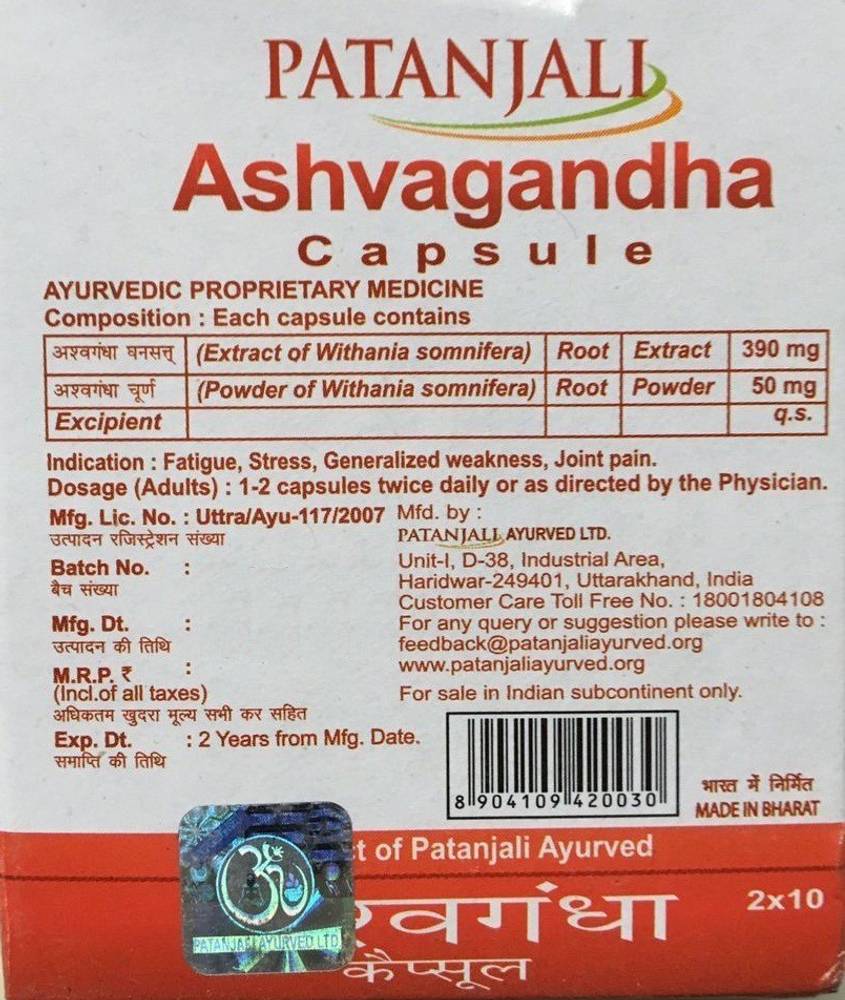 PATANJALI
Ashvagandha
Capsule
AYURVEDIC PROPRIETARY MEDICINE
Composition : Each capsule contains
अश्वगंधा घनसत्त् (Extract of Withania somnifera) Root Extract 390 mg
अश्वगंधा चूर्ण (Powder of Withania somnifera) Root Powder 50 mg
Excipient q.s.
Indication : Fatigue, Stress, Generalized weakness, Joint pain.
Dosage (Adults) : 1-2 capsules twice daily or as directed by the Physician.
Mfg. Lic. No. : Uttra/Ayu-117/2007
उत्पादन रजिस्ट्रेशन संख्या
Batch No. :
बैच संख्या
Mfg. Dt. :
उत्पादन की तिथि
M.R.P. ₹ :
(Incl.of all taxes)
अधिकतम खुदरा मूल्य सभी कर सहित
Exp. Dt. : 2 Years from Mfg. Date.
समाप्ति की तिथि
Mfd. by :
PATANJALI AYURVED LTD.
Unit-I, D-38, Industrial Area,
Haridwar-249401, Uttarakhand, India
Customer Care Toll Free No. : 18001804108
For any query or suggestion please write to :
feedback@patanjaliayurved.org
www.patanjaliayurved.org
For sale in Indian subcontinent only.
8 904109 420030
भारत में निर्मित
MADE IN BHARAT
of Patanjali Ayurved
ॐ
PATANJALI AYURVED LTD
2x10
कैप्सूल